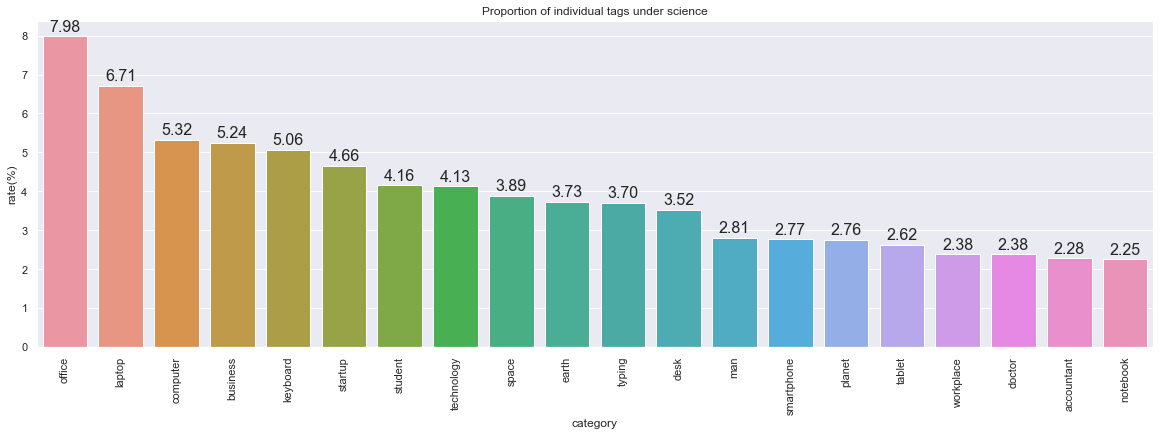 Proportion of individual tags under science
rate(%)
8
7
6
5
4
3
2
1
0
7.98
6.71
5.32
5.24
5.06
4.66
4.16
4.13
3.89
3.73
3.70
3.52
2.81
2.77
2.76
2.62
2.38
2.38
2.28
2.25
office
laptop
computer
business
keyboard
startup
student
technology
space
earth
typing
desk
man
smartphone
planet
tablet
workplace
doctor
accountant
notebook
category